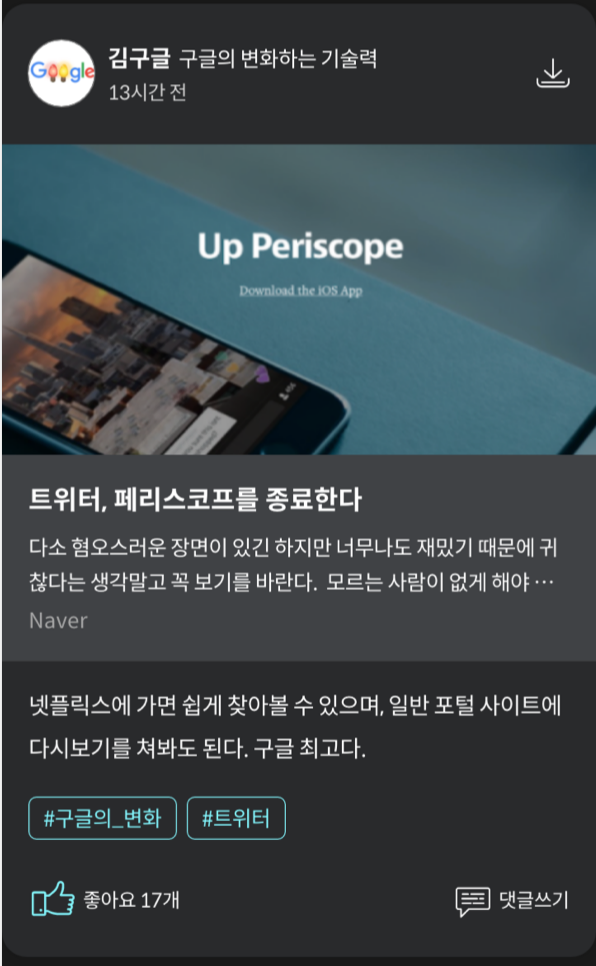 Google
김구글 구글의 변화하는 기술력
13시간 전
Up Periscope
Download the iOS App
트위터, 페리스코프를 종료한다
다소 혐오스러운 장면이 있긴 하지만 너무나도 재밌기 때문에 귀
찮다는 생각말고 꼭 보기를 바란다. 모르는 사람이 없게 해야 ···
Naver
넷플릭스에 가면 쉽게 찾아볼 수 있으며, 일반 포털 사이트에
다시보기를 쳐봐도 된다. 구글 최고다.
#구글의_변화 #트위터
좋아요 17개 댓글쓰기